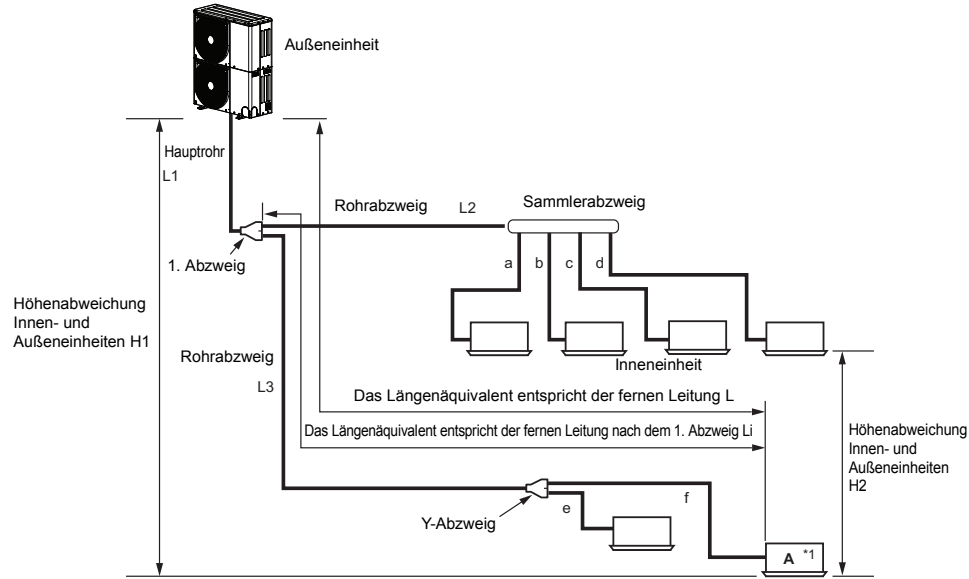 Außeneinheit
Hauptrohr
L1
Rohrabzweig
L2
Sammlerabzweig
1. Abzweig
a
b
c
d
Höhenabweichung
Innen- und
Außeneinheiten H1
Rohrabzweig
L3
Inneneinheit
Das Längenäquivalent entspricht der fernen Leitung L
Das Längenäquivalent entspricht der fernen Leitung nach dem 1. Abzweig Li
Höhenabweichung
Innen- und
Außeneinheiten
H2
Y-Abzweig
e
f
A *1